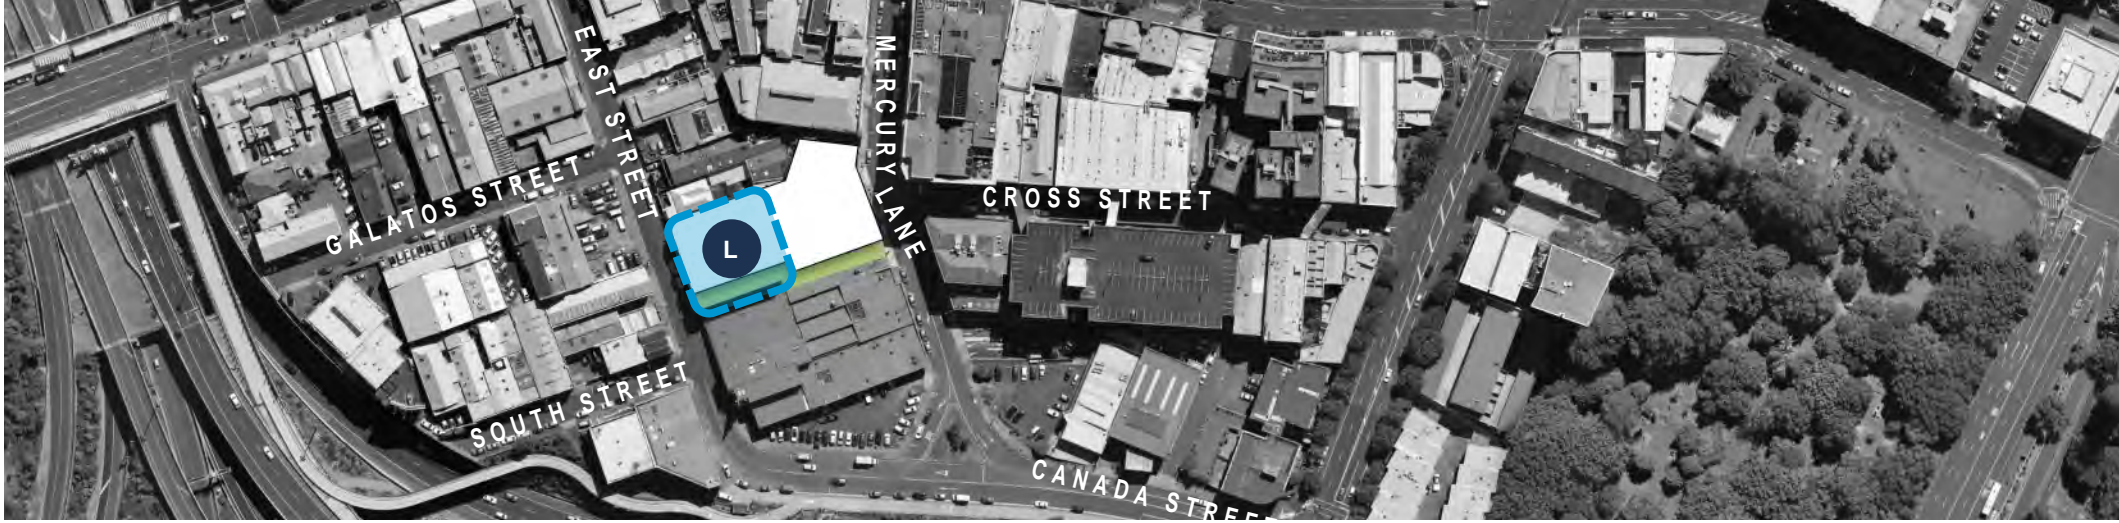 EAST STREET
MERCURY LANE
GALATOS STREET
CROSS STREET
L
SOUTH STREET
CANADA STREET